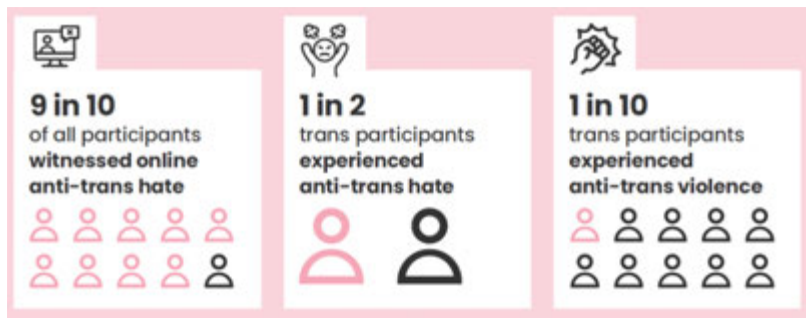 9 in 10
of all participants
witnessed online
anti-trans hate
1 in 2
trans participants
experienced
anti-trans hate
1 in 10
trans participants
experienced
anti-trans violence